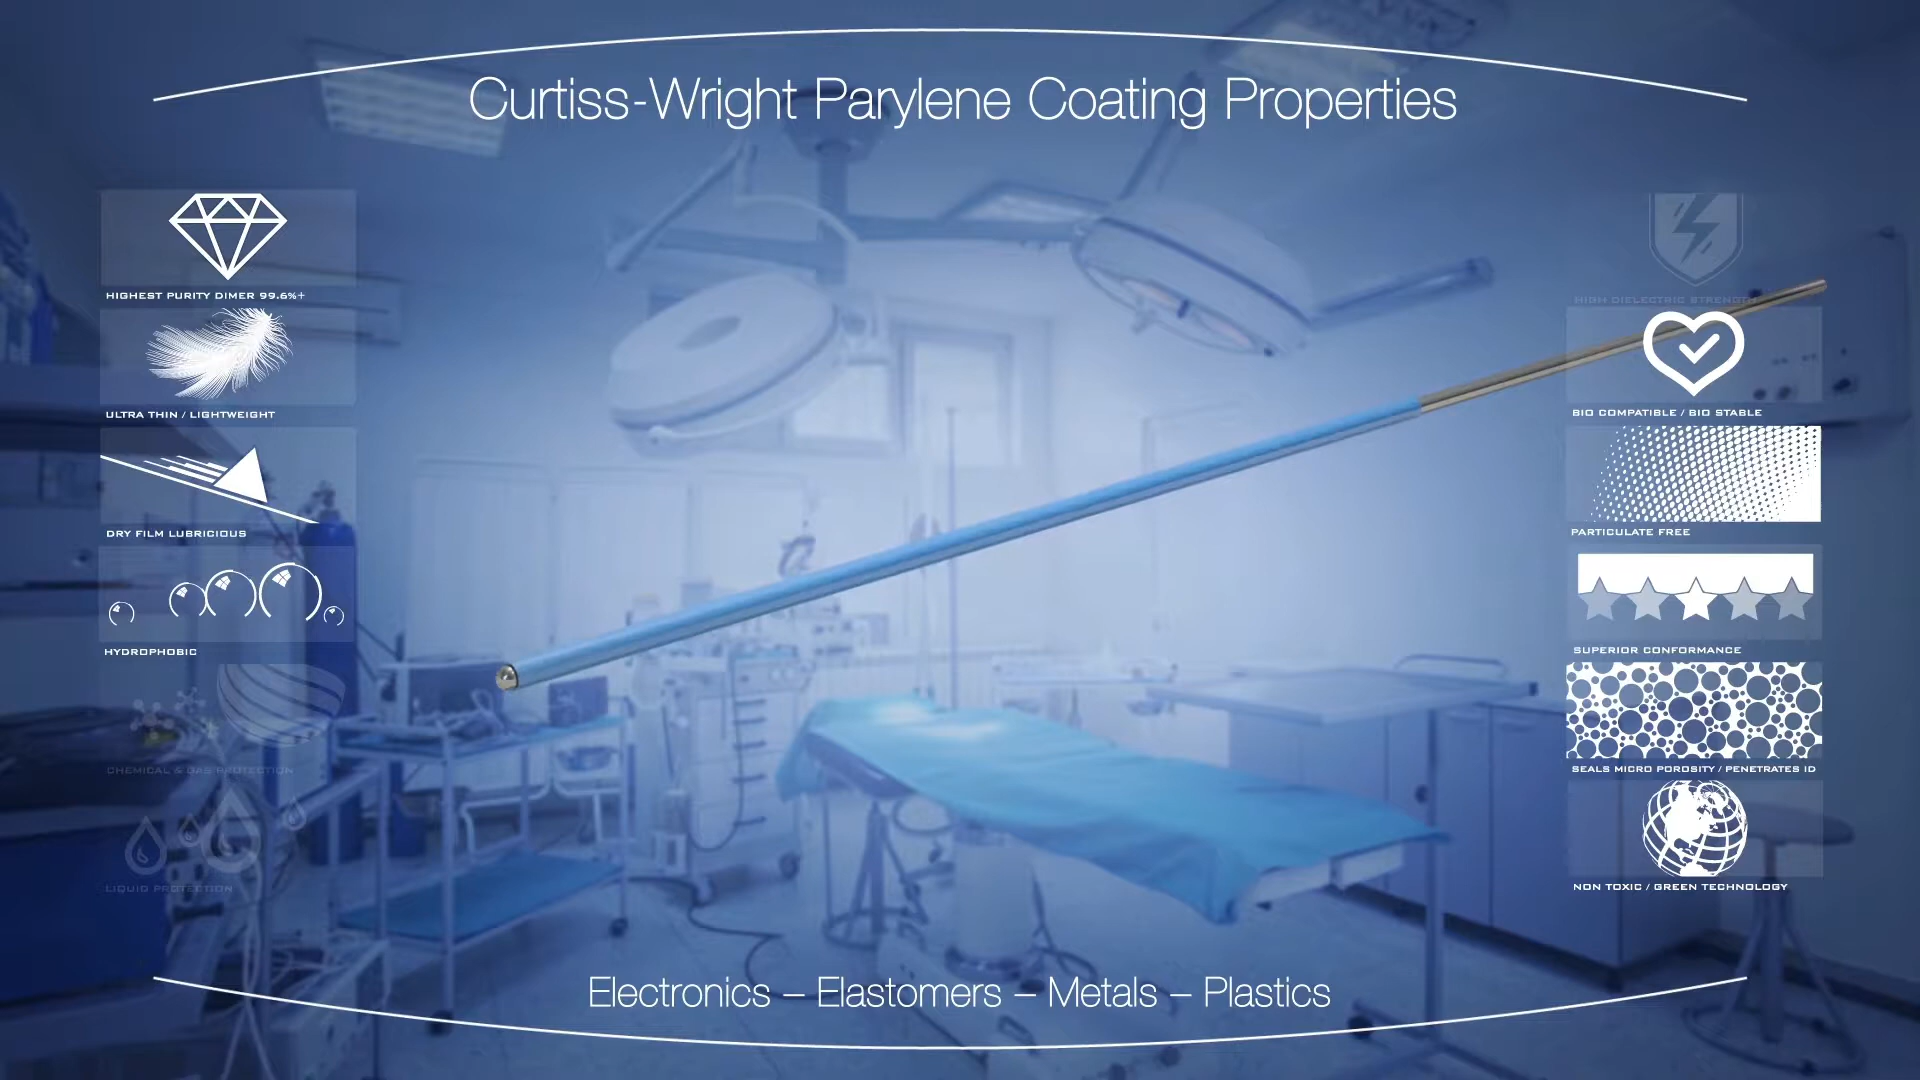 Curtiss-Wright Parylene Coating Properties
HIGHEST PURITY DIMER 99.6%+
ULTRA THIN / LIGHTWEIGHT
DRY FILM LUBRICIOUS
HYDROPHOBIC
CHEMICAL & GAS PROTECTION
LIQUID PROTECTION
HIGH DIELECTRIC STRENGTH
BIO COMPATIBLE / BIO STABLE
PARTICULATE FREE
SUPERIOR CONFORMANCE
SEALS MICRO POROSITY / PENETRATES ID
NON TOXIC / GREEN TECHNOLOGY
Electronics – Elastomers – Metals – Plastics